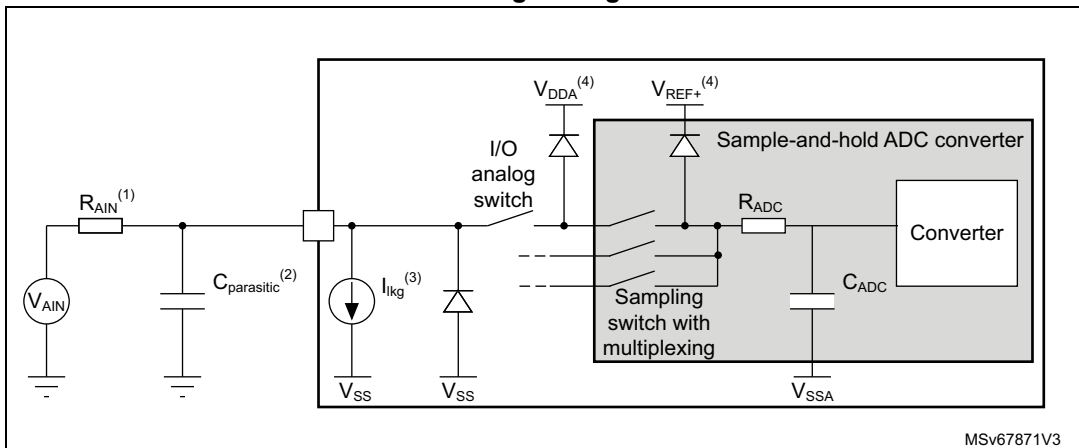 V_DDA^(4)
V_REF+^(4)
Sample-and-hold ADC converter
I/O
analog
switch
R_AIN^(1)
R_ADC
Converter
C_parasitic^(2)
I_lkg^(3)
C_ADC
V_AIN
Sampling
switch with
multiplexing
V_SS
V_SS
V_SSA
MSv67871V3